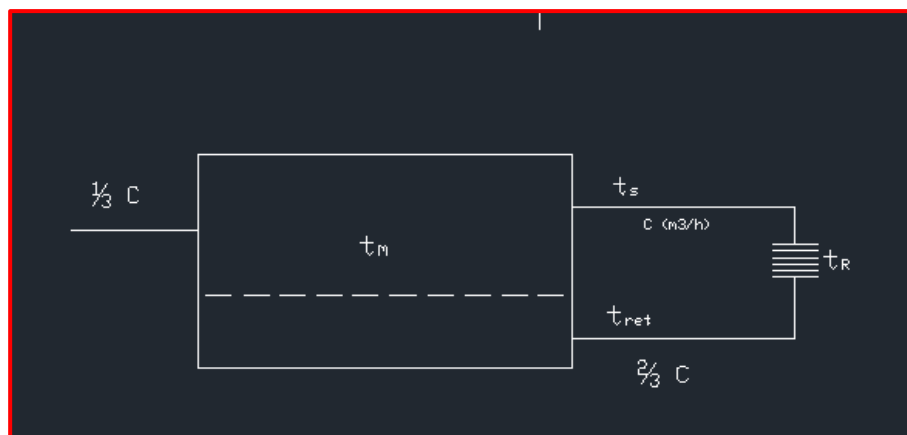 ⅓ C
tₘ
tₛ
C (m3/h)
t_R
t_ret
⅔ C